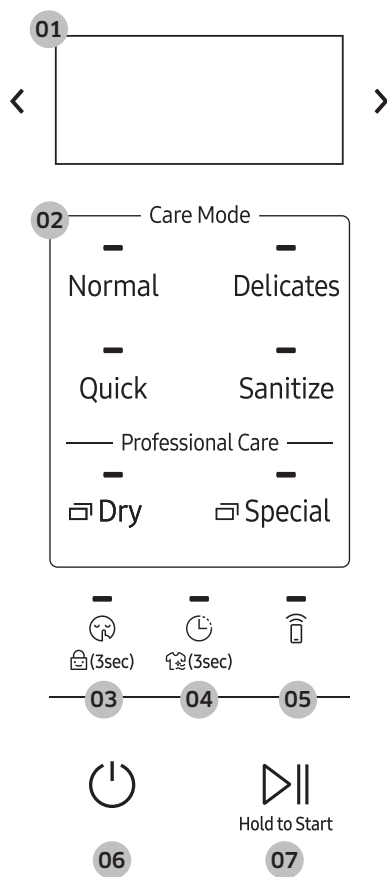 01
02
Care Mode
Normal Delicates
Quick Sanitize
Professional Care
Dry Special
(3sec) (3sec)
03 04 05
Hold to Start
06 07